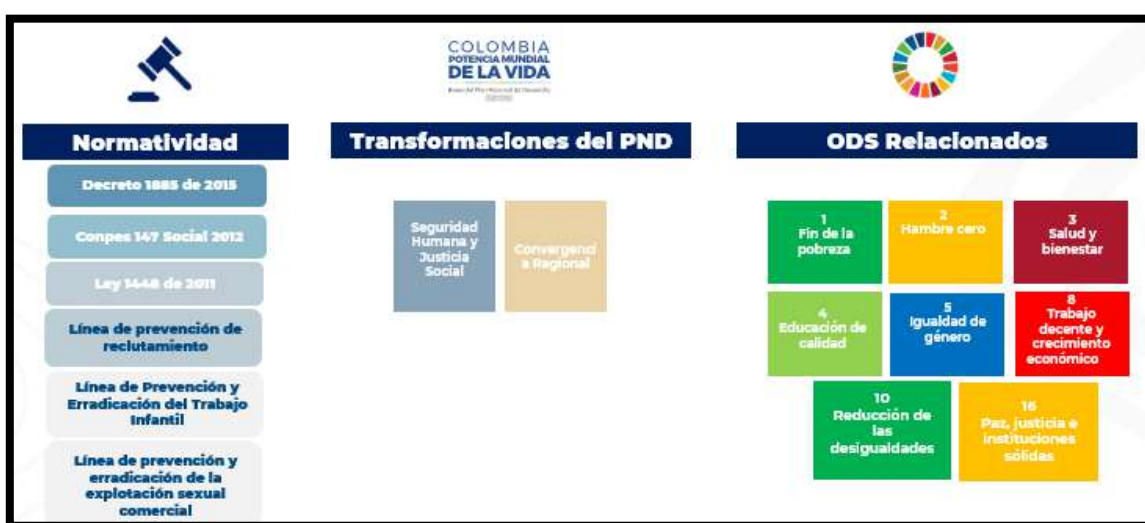 COLOMBIA
POTENCIA MUNDIAL
DE LA VIDA
Normatividad
Decreto 1885 de 2015
Conpes 147 Social 2012
Ley 1448 de 2011
Línea de prevención de
reclutamiento
Línea de Prevención y
Erradicación del Trabajo
Infantil
Línea de prevención y
erradicación de la
explotación sexual
comercial
Transformaciones del PND
Seguridad
Humana y
Justicia
Social
Convergenci
a Regional
ODS Relacionados
1
Fin de la
pobreza
2
Hambre cero
3
Salud y
bienestar
4
Educación de
calidad
5
Igualdad de
género
8
Trabajo
decente y
crecimiento
económico
10
Reducción de
las
desigualdades
16
Paz, justicia e
instituciones
sólidas